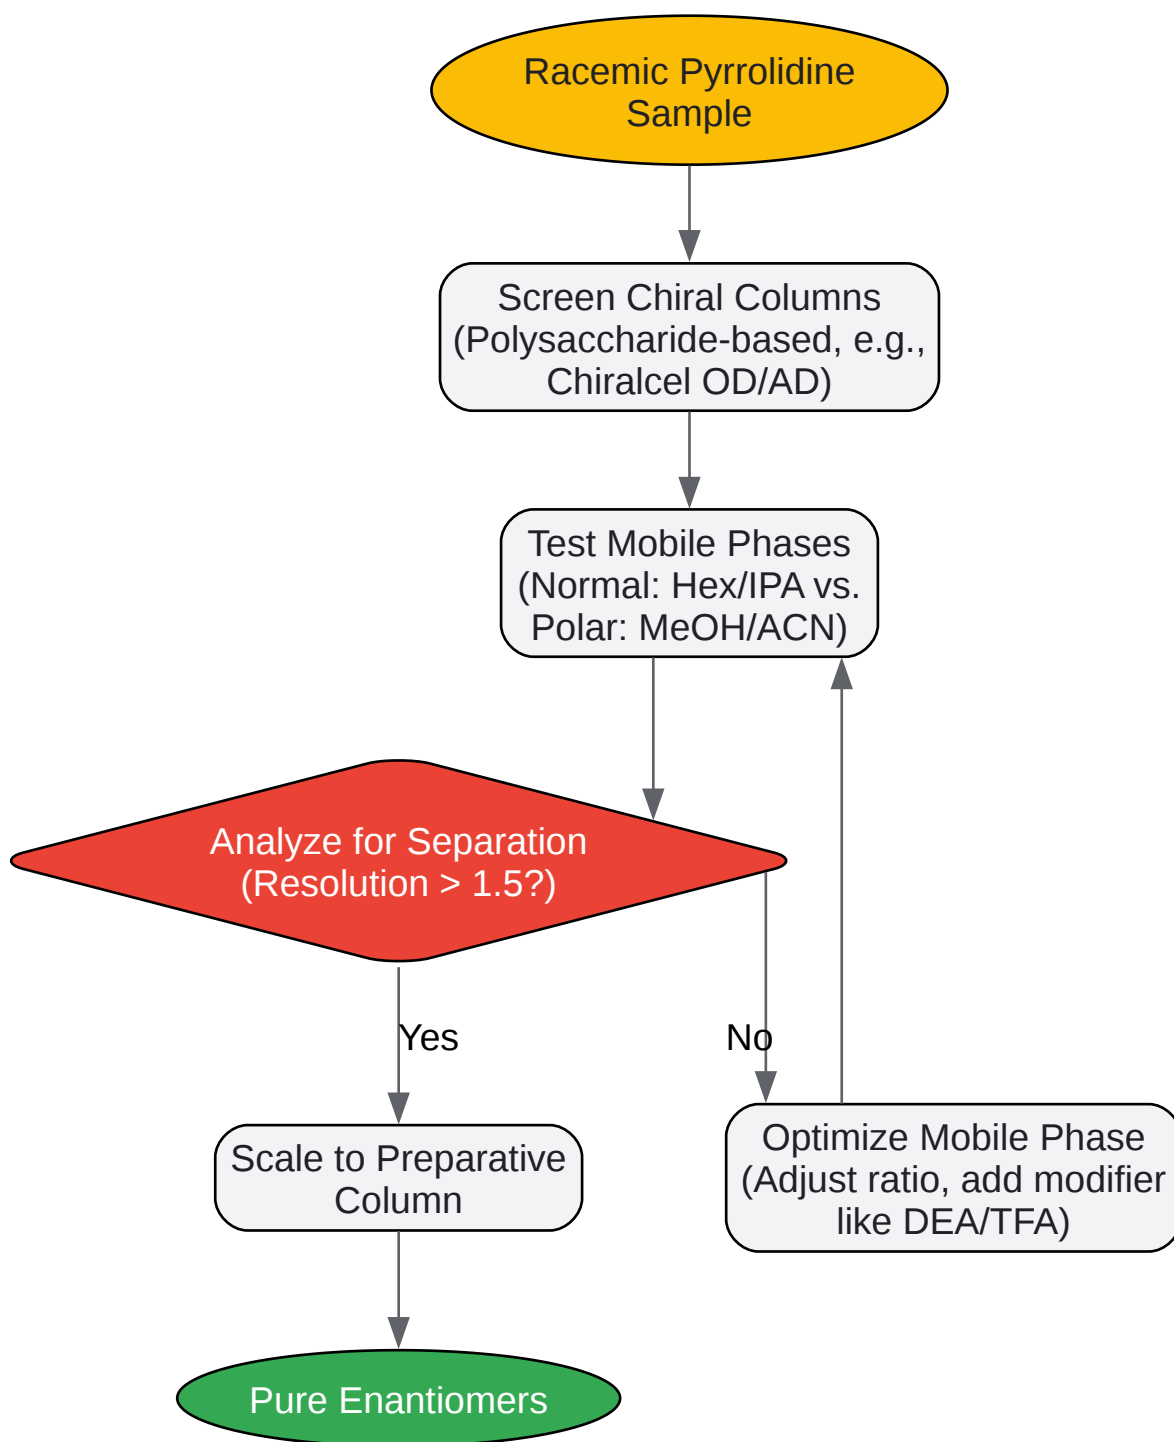 Racemic Pyrrolidine
Sample
Screen Chiral Columns
(Polysaccharide-based, e.g.,
Chiralcel OD/AD)
Test Mobile Phases
(Normal: Hex/IPA vs.
Polar: MeOH/ACN)
Analyze for Separation
(Resolution > 1.5?)
Yes
No
Scale to Preparative
Column
Optimize Mobile Phase
(Adjust ratio, add modifier
like DEA/TFA)
Pure Enantiomers